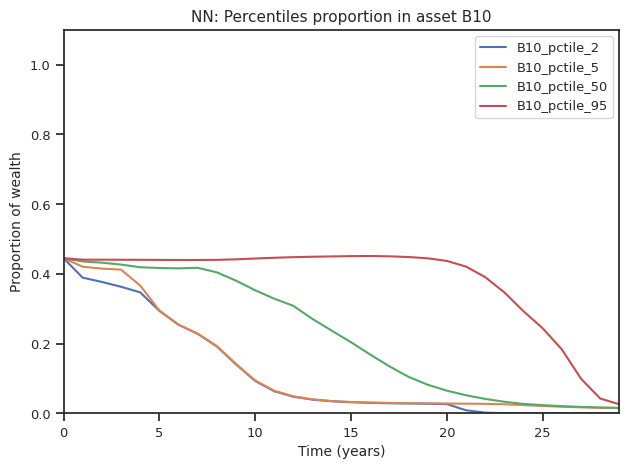 NN: Percentiles proportion in asset B10
B10_pctile_2
B10_pctile_5
B10_pctile_50
B10_pctile_95
Proportion of wealth
1.0
0.8
0.6
0.4
0.2
0.0
0 5 10 15 20 25
Time (years)